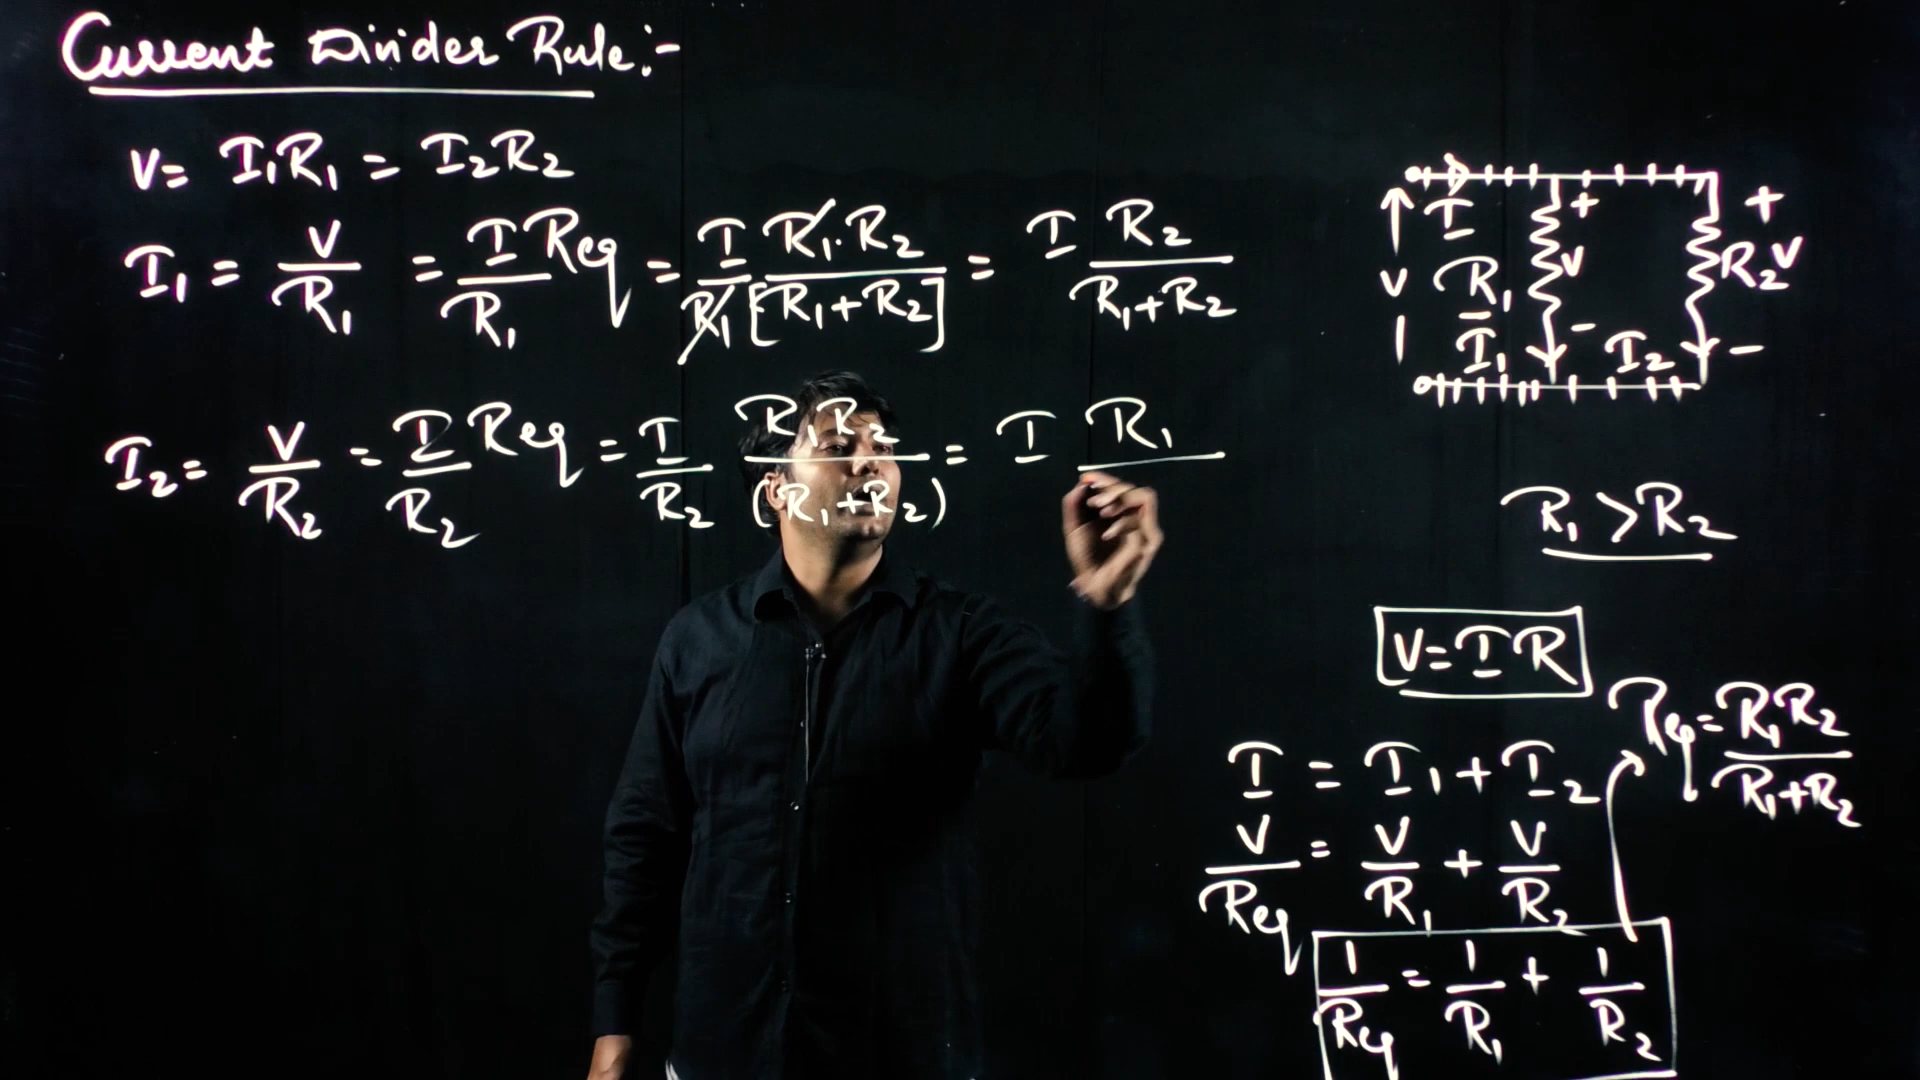 Current Divider Rule:-
V= I₁R₁ = I₂R₂
I₁ = V/R₁ = I/R₁ Req = I/R₁ R₁.R₂/[R₁+R₂] = I R₂/R₁+R₂
I₂= V/R₂ = I/R₂ Req = I/R₂ R₁R₂/(R₁+R₂) = I R₁
I
+
V
R₁
V
-
I₁
I₂
+
R₂
V
-
R₁ > R₂
V=IR
Req = R₁R₂/R₁+R₂
I = I₁ + I₂
V/Req = V/R₁ + V/R₂
1/Req = 1/R₁ + 1/R₂